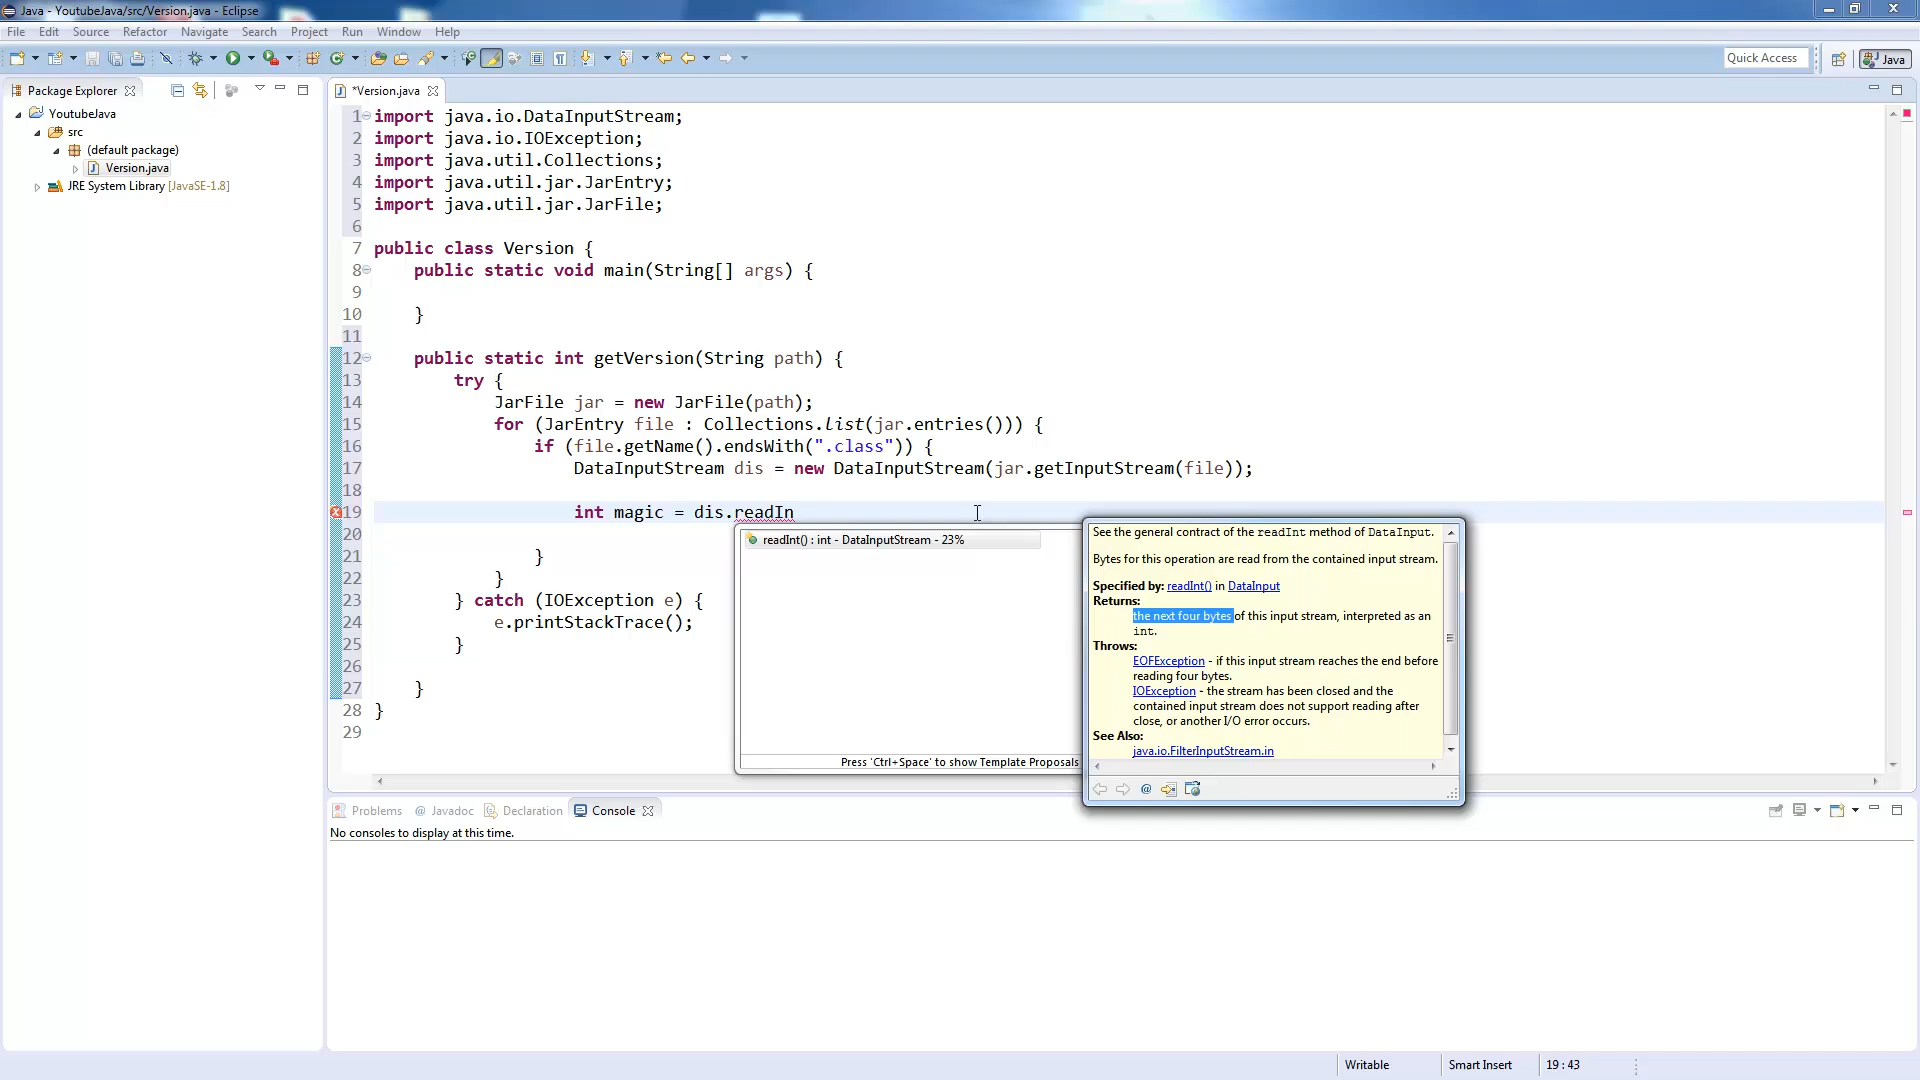 Java - YoutubeJava/src/Version.java - Eclipse
File Edit Source Refactor Navigate Search Project Run Window Help
Quick Access
Java
Package Explorer
YoutubeJava
src
(default package)
Version.java
JRE System Library [JavaSE-1.8]
*Version.java
1 import java.io.DataInputStream;
2 import java.io.IOException;
3 import java.util.Collections;
4 import java.util.jar.JarEntry;
5 import java.util.jar.JarFile;
6
7 public class Version {
8 public static void main(String[] args) {
9
10 }
11
12 public static int getVersion(String path) {
13 try {
14 JarFile jar = new JarFile(path);
15 for (JarEntry file : Collections.list(jar.entries())) {
16 if (file.getName().endsWith(".class")) {
17 DataInputStream dis = new DataInputStream(jar.getInputStream(file));
18
19 int magic = dis.readIn
20
21 }
22 }
23 } catch (IOException e) {
24 e.printStackTrace();
25 }
26
27 }
28 }
29
readInt() : int - DataInputStream - 23%
Press 'Ctrl+Space' to show Template Proposals
See the general contract of the readInt method of DataInput.
Bytes for this operation are read from the contained input stream.
Specified by: readInt() in DataInput
Returns:
the next four bytes of this input stream, interpreted as an
int.
Throws:
EOFException - if this input stream reaches the end before
reading four bytes.
IOException - the stream has been closed and the
contained input stream does not support reading after
close, or another I/O error occurs.
See Also:
java.io.FilterInputStream.in
Problems @ Javadoc Declaration Console
No consoles to display at this time.
Writable Smart Insert 19 : 43